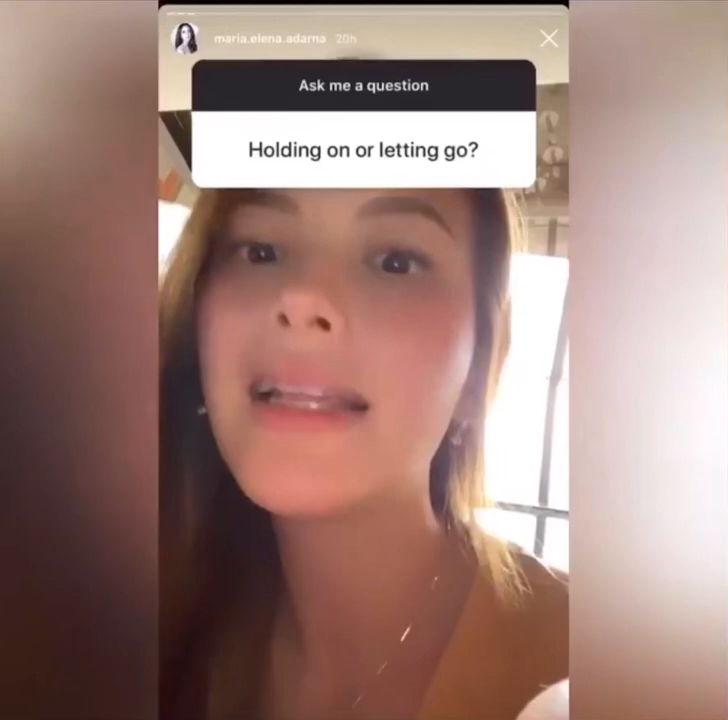 maria.elena.adarna 20h
Ask me a question
Holding on or letting go?